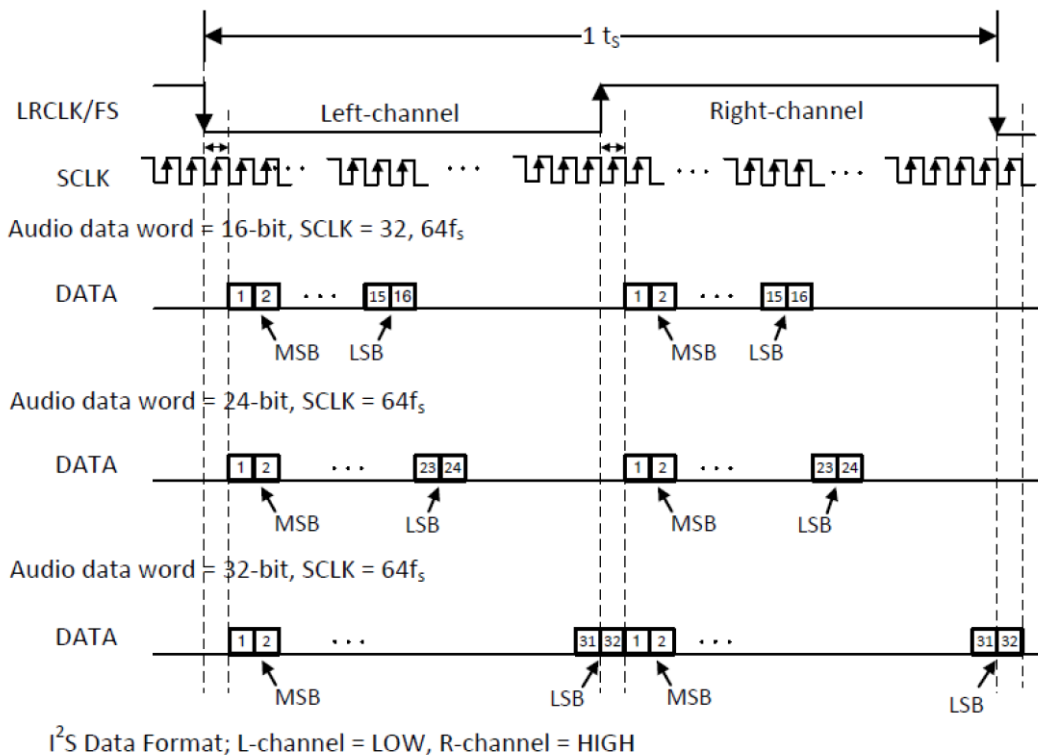 1 tS
LRCLK/FS
Left-channel
Right-channel
SCLK
Audio data word = 16-bit, SCLK = 32, 64fs
DATA
1 2 ... 15 16 1 2 ... 15 16
MSB LSB MSB LSB
Audio data word = 24-bit, SCLK = 64fs
DATA
1 2 ... 23 24 1 2 ... 23 24
MSB LSB MSB LSB
Audio data word = 32-bit, SCLK = 64fs
DATA
1 2 ... 31 32 1 2 ... 31 32
MSB LSB MSB LSB
I²S Data Format; L-channel = LOW, R-channel = HIGH